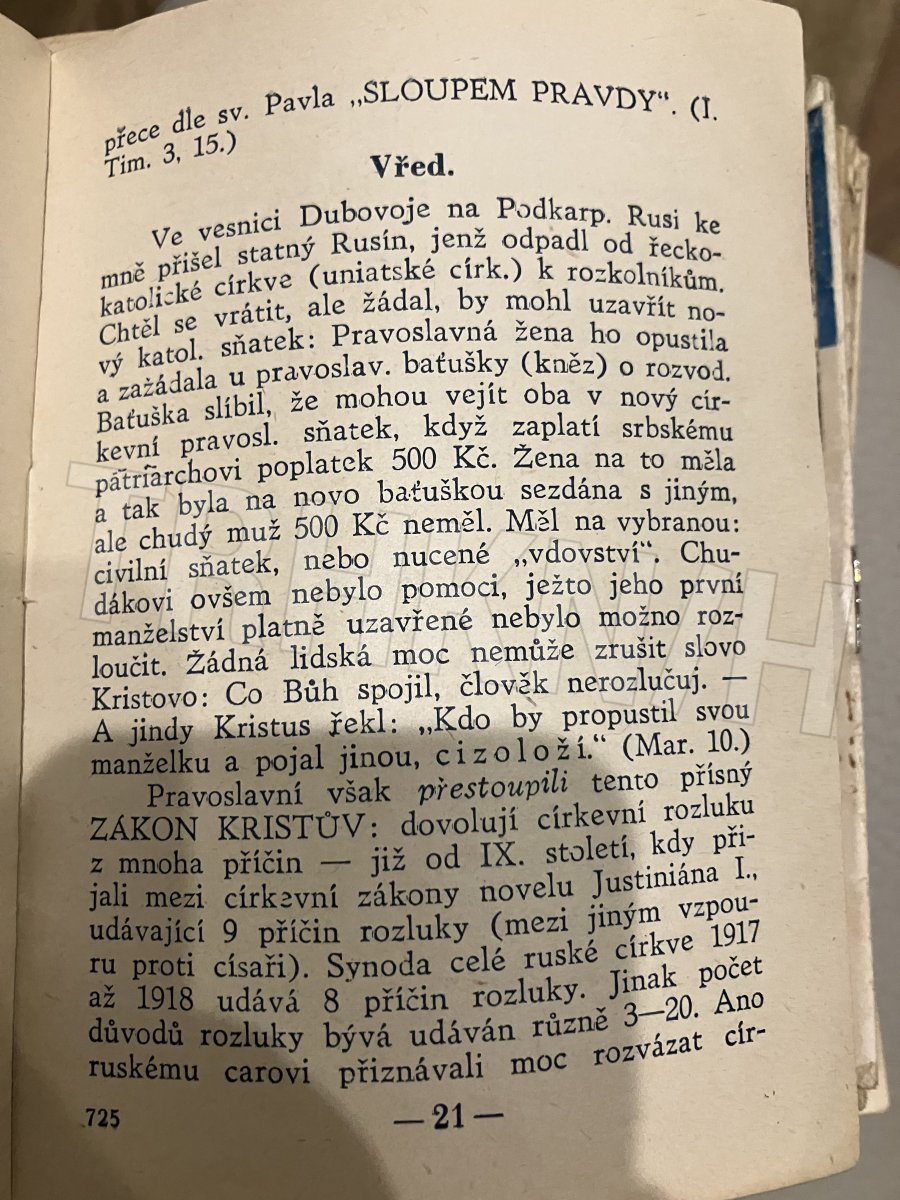 přece dle sv. Pavla „SLOUPEM PRAVDY“. (I.
Tim. 3, 15.)
Vřed.
Ve vesnici Dubovoje na Podkarp. Rusi ke
mně přišel statný Rusín, jenž odpadl od řecko-
katolické církve (uniatské círk.) k rozkolníkům.
Chtěl se vrátit, ale žádal, by mohl uzavřít no-
vý katol. sňatek: Pravoslavná žena ho opustila
a zažádala u pravoslav. baťušky (kněz) o rozvod.
Baťuška slíbil, že mohou vejít oba v nový cír-
kevní pravosl. sňatek, když zaplatí srbskému
patriarchovi poplatek 500 Kč. Žena na to měla
a tak byla na novo baťuškou sezdána s jiným,
ale chudý muž 500 Kč neměl. Měl na vybranou:
civilní sňatek, nebo nucené „vdovství“. Chu-
dákovi ovšem nebylo pomoci, ježto jeho první
manželství platně uzavřené nebylo možno roz-
loučit. Žádná lidská moc nemůže zrušit slovo
Kristovo: Co Bůh spojil, člověk nerozlučuj. —
A jindy Kristus řekl: „Kdo by propustil svou
manželku a pojal jinou, cizoloží.“ (Mar. 10.)
Pravoslavní však přestoupili tento přísný
ZÁKON KRISTŮV: dovolují církevní rozluku
z mnoha příčin — již od IX. století, kdy při-
jali mezi církevní zákony novelu Justiniána I.,
udávající 9 příčin rozluky (mezi jiným vzpou-
ru proti císaři). Synoda celé ruské církve 1917
až 1918 udává 8 příčin rozluky. Jinak počet
důvodů rozluky bývá udáván různě 3—20. Ano
ruskému carovi přiznávali moc rozvázat cír-
725 — 21 —